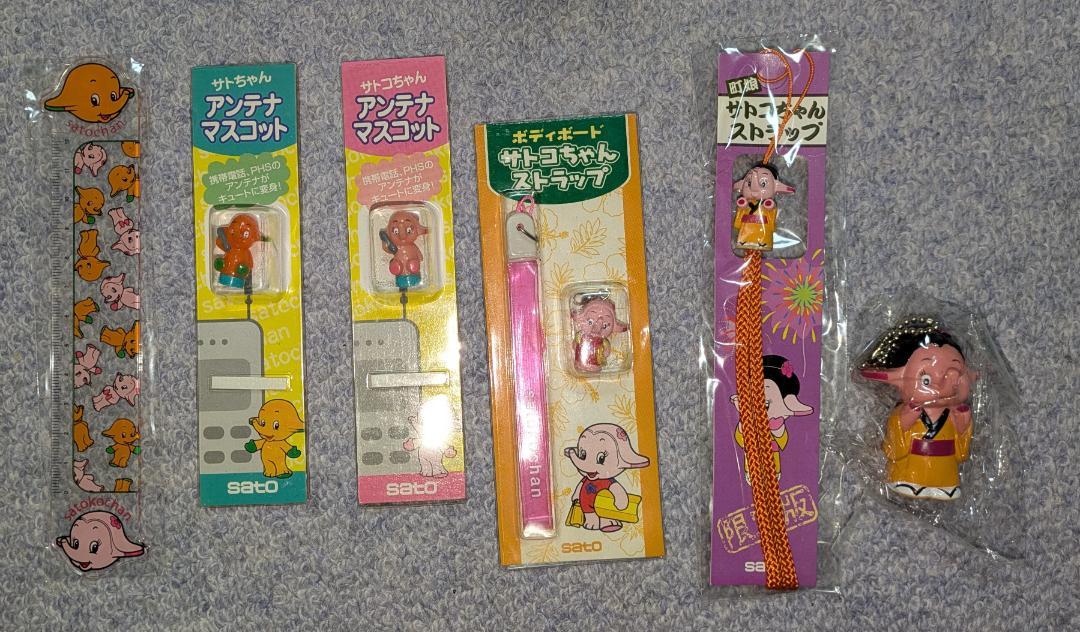 satochan
satokochan
サトちゃん
アンテナ
マスコット
携帯電話、PHSの
アンテナが
キュートに変身!
sato
サトコちゃん
アンテナ
マスコット
携帯電話、PHSの
アンテナが
キュートに変身!
sato
ボディボード
サトコちゃん
ストラップ
sato
町娘
サトコちゃん
ストラップ
版